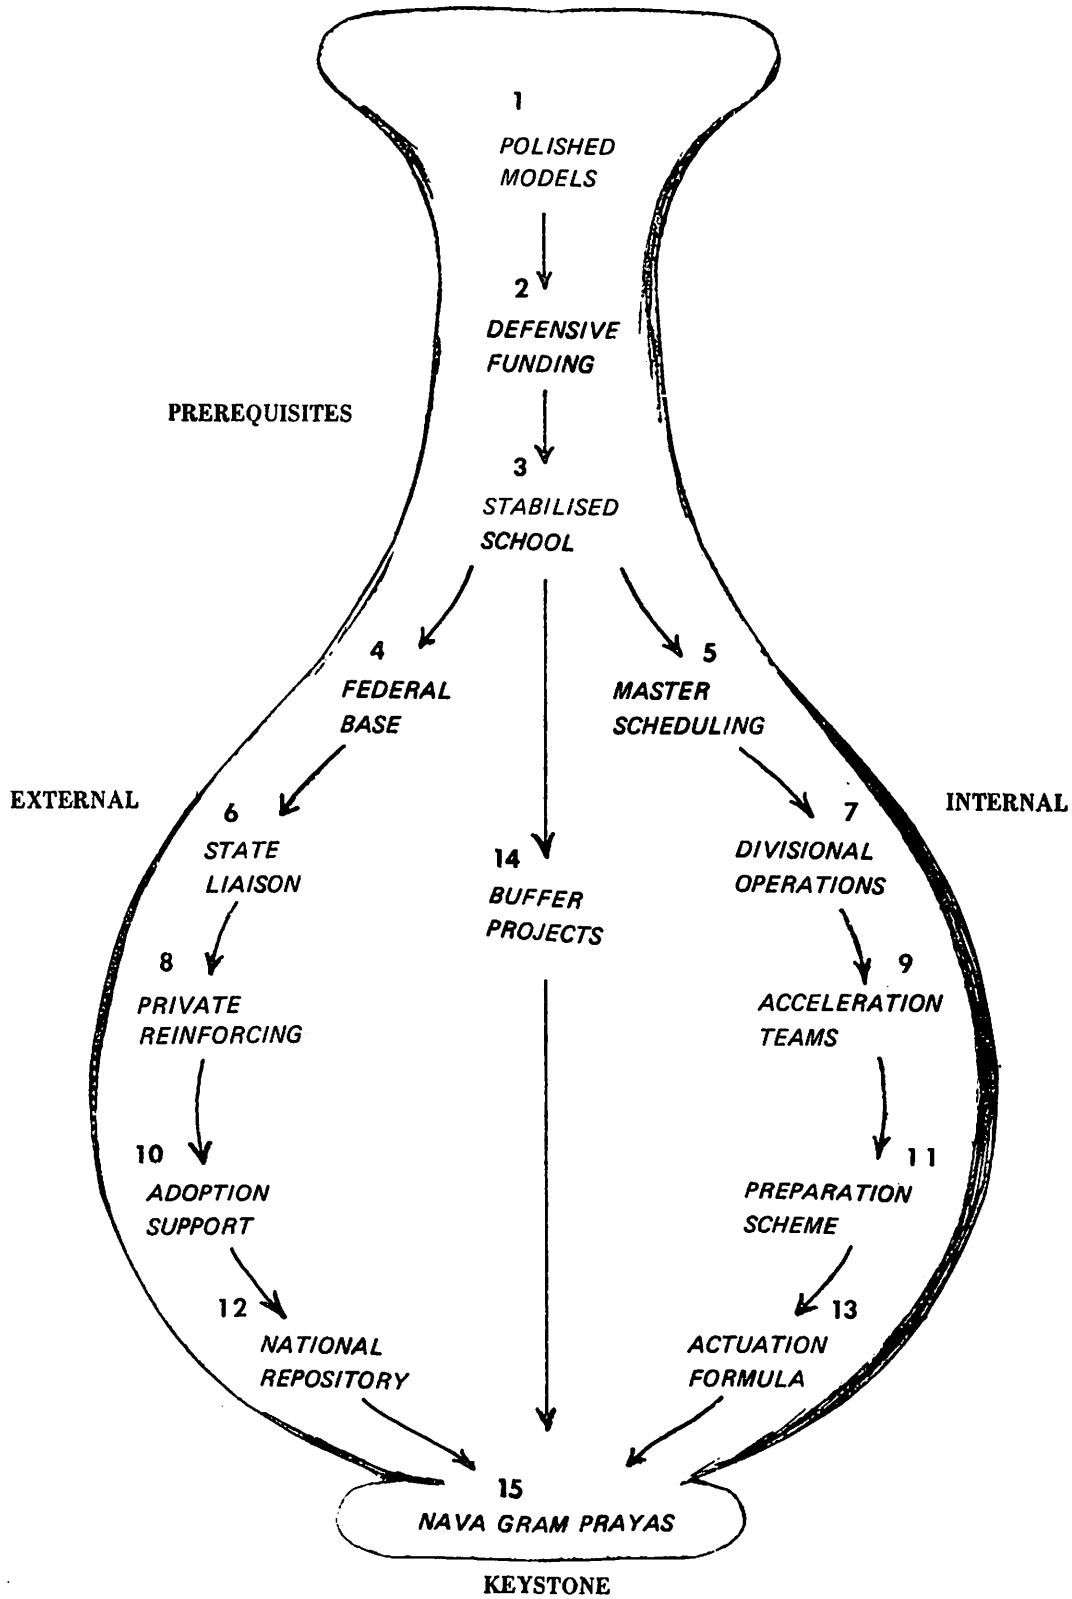 1
POLISHED
MODELS
2
DEFENSIVE
FUNDING
PREREQUISITES
3
STABILISED
SCHOOL
4
FEDERAL
BASE
5
MASTER
SCHEDULING
EXTERNAL
INTERNAL
6
STATE
LIAISON
14
BUFFER
PROJECTS
7
DIVISIONAL
OPERATIONS
8
PRIVATE
REINFORCING
9
ACCELERATION
TEAMS
10
ADOPTION
SUPPORT
11
PREPARATION
SCHEME
12
NATIONAL
REPOSITORY
13
ACTUATION
FORMULA
15
NAVA GRAM PRAYAS
KEYSTONE